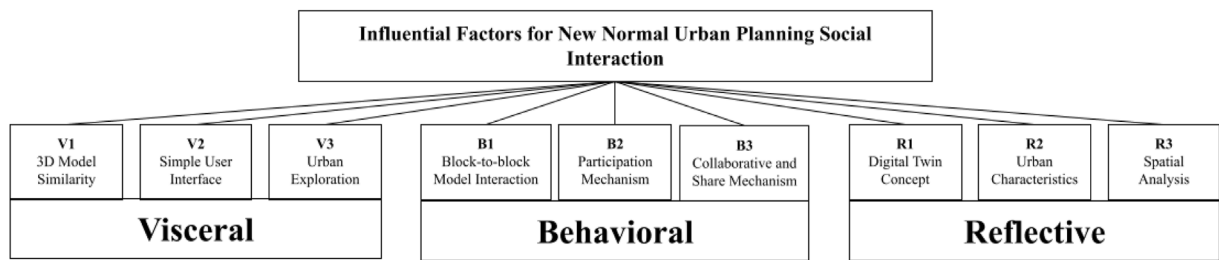 Influential Factors for New Normal Urban Planning Social
Interaction
V1
3D Model
Similarity
V2
Simple User
Interface
V3
Urban
Exploration
Visceral
B1
Block-to-block
Model Interaction
B2
Participation
Mechanism
B3
Collaborative and
Share Mechanism
Behavioral
R1
Digital Twin
Concept
R2
Urban
Characteristics
R3
Spatial
Analysis
Reflective